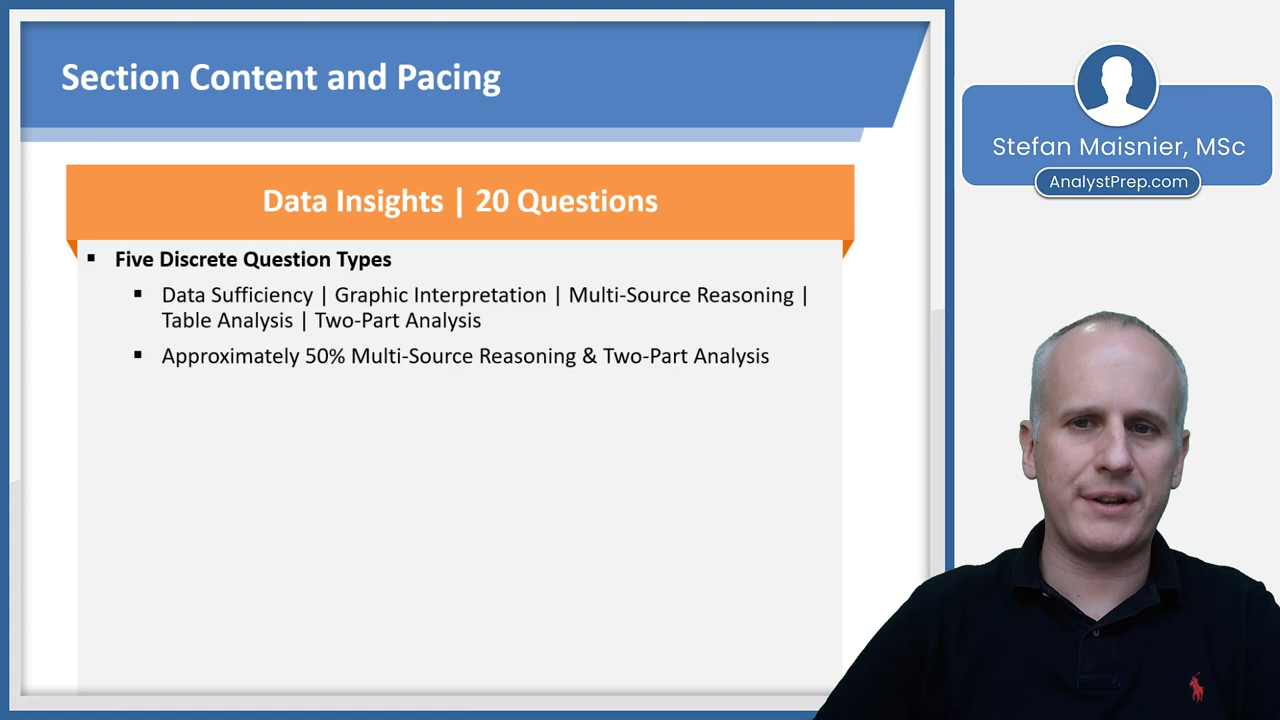 Section Content and Pacing
Data Insights | 20 Questions
▪ Five Discrete Question Types
▪ Data Sufficiency | Graphic Interpretation | Multi-Source Reasoning |
Table Analysis | Two-Part Analysis
▪ Approximately 50% Multi-Source Reasoning & Two-Part Analysis
Stefan Maisnier, MSc
AnalystPrep.com